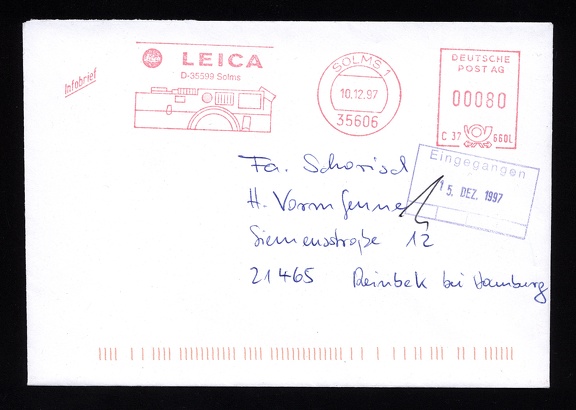 Infobrief
LEICA
D-35599 Solms
SOLMS 1
10.12.97
35606
DEUTSCHE
POST AG
00080
C 37 660L
Fa. Schorisch
H. Vormfenne
Siemensstraße 12
21465 Reinbek bei Hamburg
Eingegangen
15. DEZ. 1997